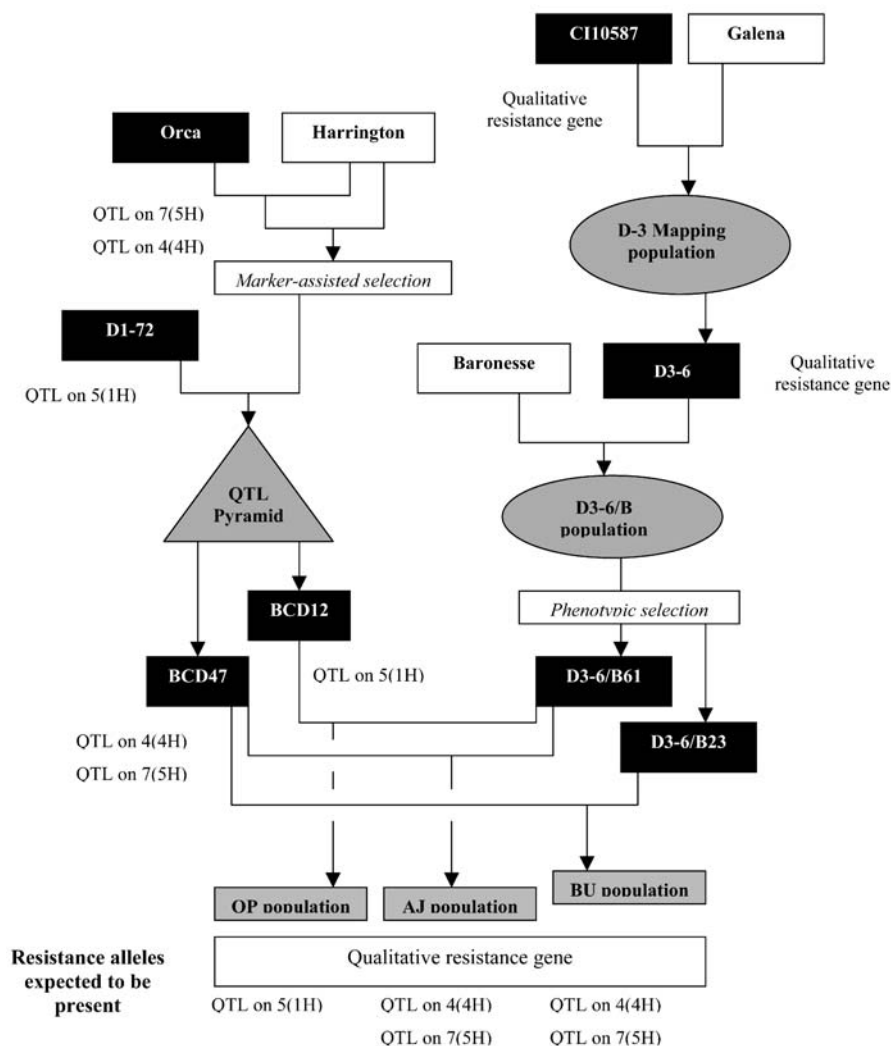 CI10587
Galena
Qualitative
resistance gene
Orca
Harrington
QTL on 7(5H)
QTL on 4(4H)
D-3 Mapping
population
Marker-assisted selection
D1-72
Baronesse
D3-6
Qualitative
resistance gene
QTL on 5(1H)
QTL
Pyramid
D3-6/B
population
BCD12
Phenotypic selection
BCD47
QTL on 5(1H)
D3-6/B61
QTL on 4(4H)
QTL on 7(5H)
D3-6/B23
OP population
AJ population
BU population
Resistance alleles
expected to be
present
Qualitative resistance gene
QTL on 5(1H)
QTL on 4(4H)
QTL on 7(5H)
QTL on 4(4H)
QTL on 7(5H)